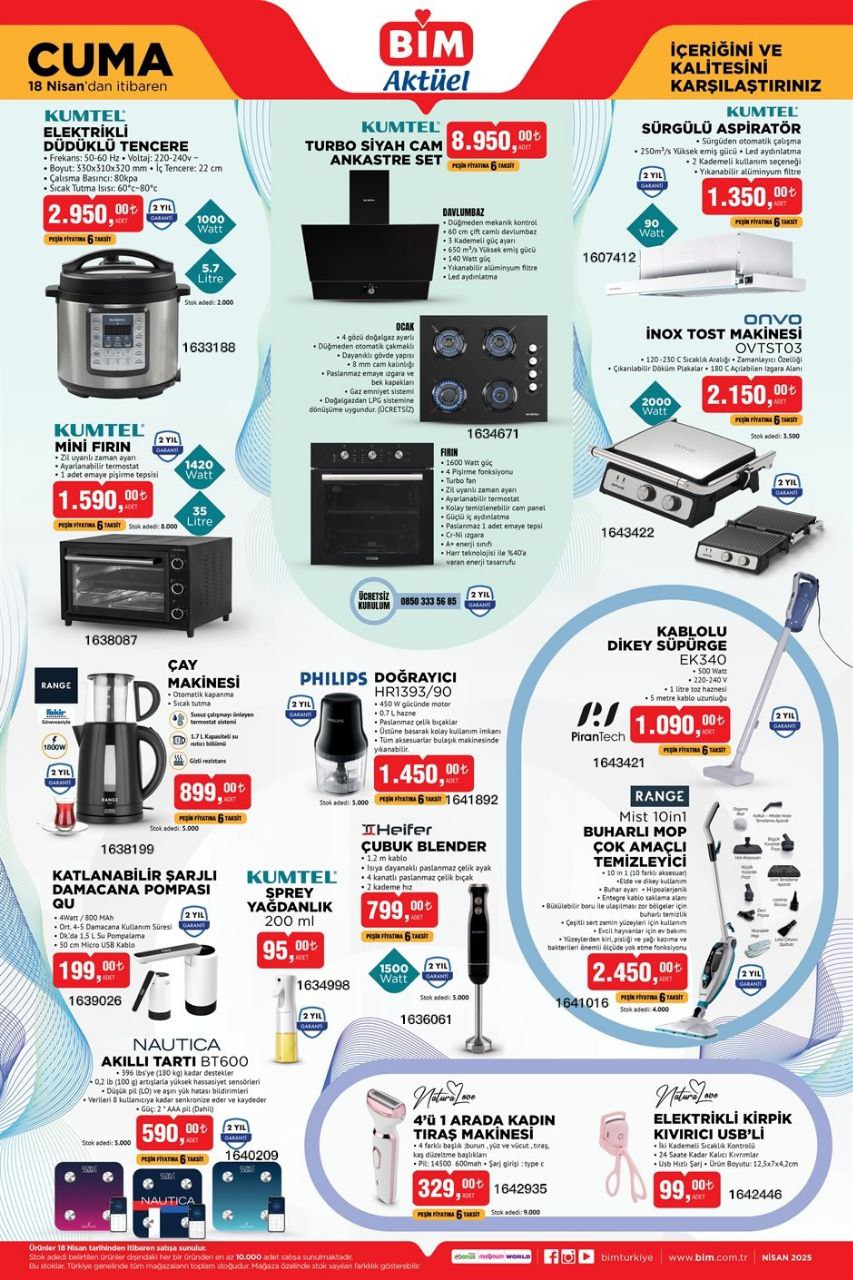 CUMA
18 Nisan'dan itibaren
BİM
Aktüel
İÇERİĞİNİ VE
KALİTESİNİ
KARŞILAŞTIRINIZ
KUMTEL
ELEKTRİKLİ
DÜDÜKLÜ TENCERE
• Frekans: 50-60 Hz • Voltaj: 220-240v ~
• Boyut: 330x310x320 mm • İç Tencere: 22 cm
• Çalışma Basıncı: 80kpa
• Sıcak Tutma Isısı: 60°c~80°c
2.950,00₺
ADET
PEŞİN FİYATINA 6 TAKSİT
2 YIL
GARANTİ
1000
Watt
5.7
Litre
Stok adedi: 2.000
1633188
KUMTEL
TURBO SİYAH CAM
ANKASTRE SET
8.950,00₺
ADET
PEŞİN FİYATINA 6 TAKSİT
DAVLUMBAZ
• Düğmeden mekanik kontrol
• 60 cm çift camlı davlumbaz
• 3 Kademeli güç ayarı
• 650 m³/s Yüksek emiş gücü
• 140 Watt güç
• Yıkanabilir alüminyum filtre
• Led aydınlatma
OCAK
• 4 gözü doğalgaz ayarlı
• Düğmeden otomatik çakmaklı
• Dayanıklı gövde yapısı
• 8 mm cam kalınlığı
• Paslanmaz emaye ızgara ve
bek kapakları
• Gaz emniyet sistemi
• Doğalgazdan LPG sistemine
dönüşüme uygundur. (ÜCRETSİZ)
1634671
FIRIN
• 1600 Watt güç
• 4 Pişirme fonksiyonu
• Turbo fan
• Zil uyarılı zaman ayarı
• Ayarlanabilir termostat
• Kolay temizlenebilir cam panel
• Güçlü iç aydınlatma
• Paslanmaz 1 adet emaye tepsi
• Cr-Ni ızgara
• A+ enerji sınıfı
• Harr teknolojisi ile %40'a
varan enerji tasarrufu
ÜCRETSİZ
KURULUM
0850 333 56 85
2 YIL
GARANTİ
KUMTEL
SÜRGÜLÜ ASPİRATÖR
• Sürgüden otomatik çalışma
• 250m³/s Yüksek emiş gücü • Led aydınlatma
• 2 Kademeli kullanım seçeneği
• Yıkanabilir alüminyum filtre
2 YIL
GARANTİ
1.350,00₺
ADET
PEŞİN FİYATINA 6 TAKSİT
90
Watt
1607412
onvo
İNOX TOST MAKİNESİ
OVTST03
• 120 -230 C Sıcaklık Aralığı • Zamanlayıcı Özelliği
• Çıkarılabilir Döküm Plakalar • 180 C Açılabilen Izgara Alanı
2000
Watt
2.150,00₺
ADET
PEŞİN FİYATINA 6 TAKSİT
Stok adedi: 3.500
2 YIL
GARANTİ
1643422
KUMTEL
MİNİ FIRIN
• Zil uyarılı zaman ayarı
• Ayarlanabilir termostat
• 1 adet emaye pişirme tepsisi
2 YIL
GARANTİ
1420
Watt
1.590,00₺
ADET
PEŞİN FİYATINA 6 TAKSİT
Stok adedi: 8.000
35
Litre
1638087
RANGE
Fakir
Güvencesiyle
1800W
2 YIL
GARANTİ
ÇAY
MAKİNESİ
• Otomatik kapanma
• Sıcak tutma
Susuz çalışmayı önleyen
termostat sistemi
1.7 L Kapasiteli su
ısıtıcı bölümü
Gizli rezistans
RANGE
899,00₺
ADET
PEŞİN FİYATINA 6 TAKSİT
Stok adedi: 5.000
1638199
PHILIPS
2 YIL
GARANTİ
DOĞRAYICI
HR1393/90
• 450 W gücünde motor
• 0.7 L hazne
• Paslanmaz çelik bıçaklar
• Üstüne basarak kolay kullanım imkanı
• Tüm aksesuarlar bulaşık makinesinde
yıkanabilir.
1.450,00₺
ADET
PEŞİN FİYATINA 6 TAKSİT
Stok adedi: 5.000
1641892
KABLOLU
DİKEY SÜPÜRGE
EK340
• 500 Watt
• 220-240 V
• 1 litre toz haznesi
• 5 metre kablo uzunluğu
PiranTech
1.090,00₺
ADET
PEŞİN FİYATINA 6 TAKSİT
2 YIL
GARANTİ
1643421
RANGE
Mist 10in1
BUHARLI MOP
ÇOK AMAÇLI
TEMİZLEYİCİ
• 10 in 1 (10 farklı aksesuar)
• Elde ve dikey kullanım
• Buhar ayarı • Hipoalerjenik
• Entegre kablo saklama alanı
• Bükülebilir boru ile ulaşılması zor bölgeler için
buharlı temizlik
• Çeşitli sert zemin yüzeyleri için kullanım
• Evcil hayvanlar için ev bakımı
• Yüzeylerden kiri, pisliği ve yağı kazıma ve
bakterileri önemli ölçüde yok etme fonksiyonu
2.450,00₺
ADET
PEŞİN FİYATINA 6 TAKSİT
Stok adedi: 4.000
2 YIL
GARANTİ
1641016
KATLANABİLİR ŞARJLI
DAMACANA POMPASI
QU
• 4Watt / 800 MAh
• Ort. 4-5 Damacana Kullanım Süresi
• Dk'da 1,5 L Su Pompalama
• 50 cm Micro USB Kablo
2 YIL
GARANTİ
199,00₺
ADET
1639026
KUMTEL
SPREY
YAĞDANLIK
200 ml
95,00₺
ADET
1634998
2 YIL
GARANTİ
Heifer
ÇUBUK BLENDER
• 1.2 m kablo
• Isıya dayanaklı paslanmaz çelik ayak
• 4 kanatlı paslanmaz çelik bıçak
• 2 kademe hız
799,00₺
ADET
PEŞİN FİYATINA 6 TAKSİT
1500
Watt
2 YIL
GARANTİ
Stok adedi: 5.000
1636061
NAUTICA
AKILLI TARTI BT600
• 396 lbs'ye (180 kg) kadar destekler
• 0,2 lb (100 g) artışlarla yüksek hassasiyet sensörleri
• Düşük pil (LO) ve aşırı yük hatası bildirimleri
• Verileri 8 kullanıcıya kadar senkronize eder ve kaydeder
• Güç: 2 * AAA pil (Dahil)
Stok adedi: 5.000
590,00₺
ADET
PEŞİN FİYATINA 6 TAKSİT
2 YIL
GARANTİ
1640209
NAUTICA
NaturaLove
4'ü 1 ARADA KADIN
TIRAŞ MAKİNESİ
• 4 farklı başlık ;burun , yüz ve vücut , tıraş,
kaş düzeltme başlıkları
• Pil: 14500 600mah • Şarj girişi : type c
329,00₺
ADET
PEŞİN FİYATINA 6 TAKSİT
1642935
Stok adedi: 9.000
NaturaLove
ELEKTRİKLİ KİRPİK
KIVIRICI USB'Lİ
• İki Kademeli Sıcaklık Kontrolü
• 24 Saate Kadar Kalıcı Kıvrımlar
• Usb Hızlı Şarj • Ürün Boyutu: 12,5x7x4,2cm
99,00₺
ADET
1642446
Ürünler 18 Nisan tarihinden itibaren satışa sunulur.
Stok adedi belirtilen ürünler dışındaki her bir üründen en az 10.000 adet satışa sunulmaktadır.
Bu stoklar, Türkiye genelinde tüm mağazaların toplam stoğudur. Mağaza özelinde stok sayıları farklılık gösterebilir.
bonus maximum WORLD
bimturkiye
www.bim.com.tr
NİSAN 2025